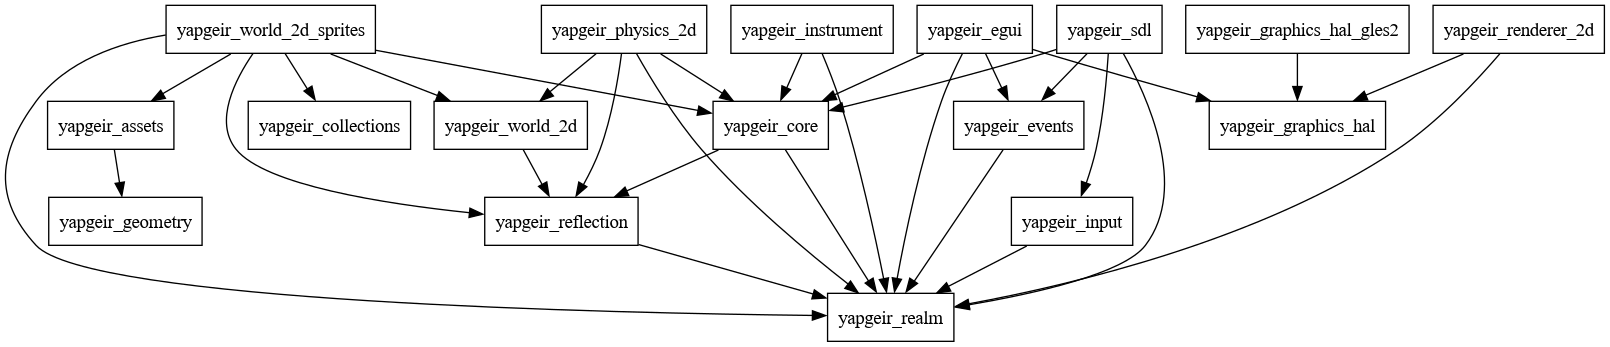 yapgeir_world_2d_sprites
yapgeir_physics_2d
yapgeir_instrument
yapgeir_egui
yapgeir_sdl
yapgeir_graphics_hal_gles2
yapgeir_renderer_2d
yapgeir_assets
yapgeir_collections
yapgeir_world_2d
yapgeir_core
yapgeir_events
yapgeir_graphics_hal
yapgeir_geometry
yapgeir_reflection
yapgeir_input
yapgeir_realm